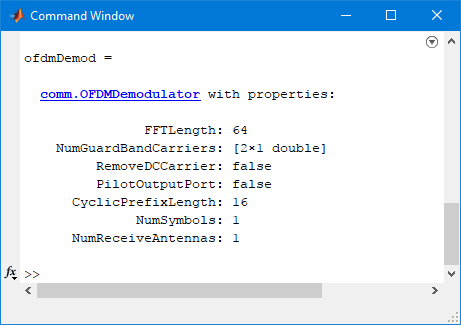 Command Window
ofdmDemod =
comm.OFDMDemodulator with properties:
FFTLength: 64
NumGuardBandCarriers: [2×1 double]
RemoveDCCarrier: false
PilotOutputPort: false
CyclicPrefixLength: 16
NumSymbols: 1
NumReceiveAntennas: 1
fx >>